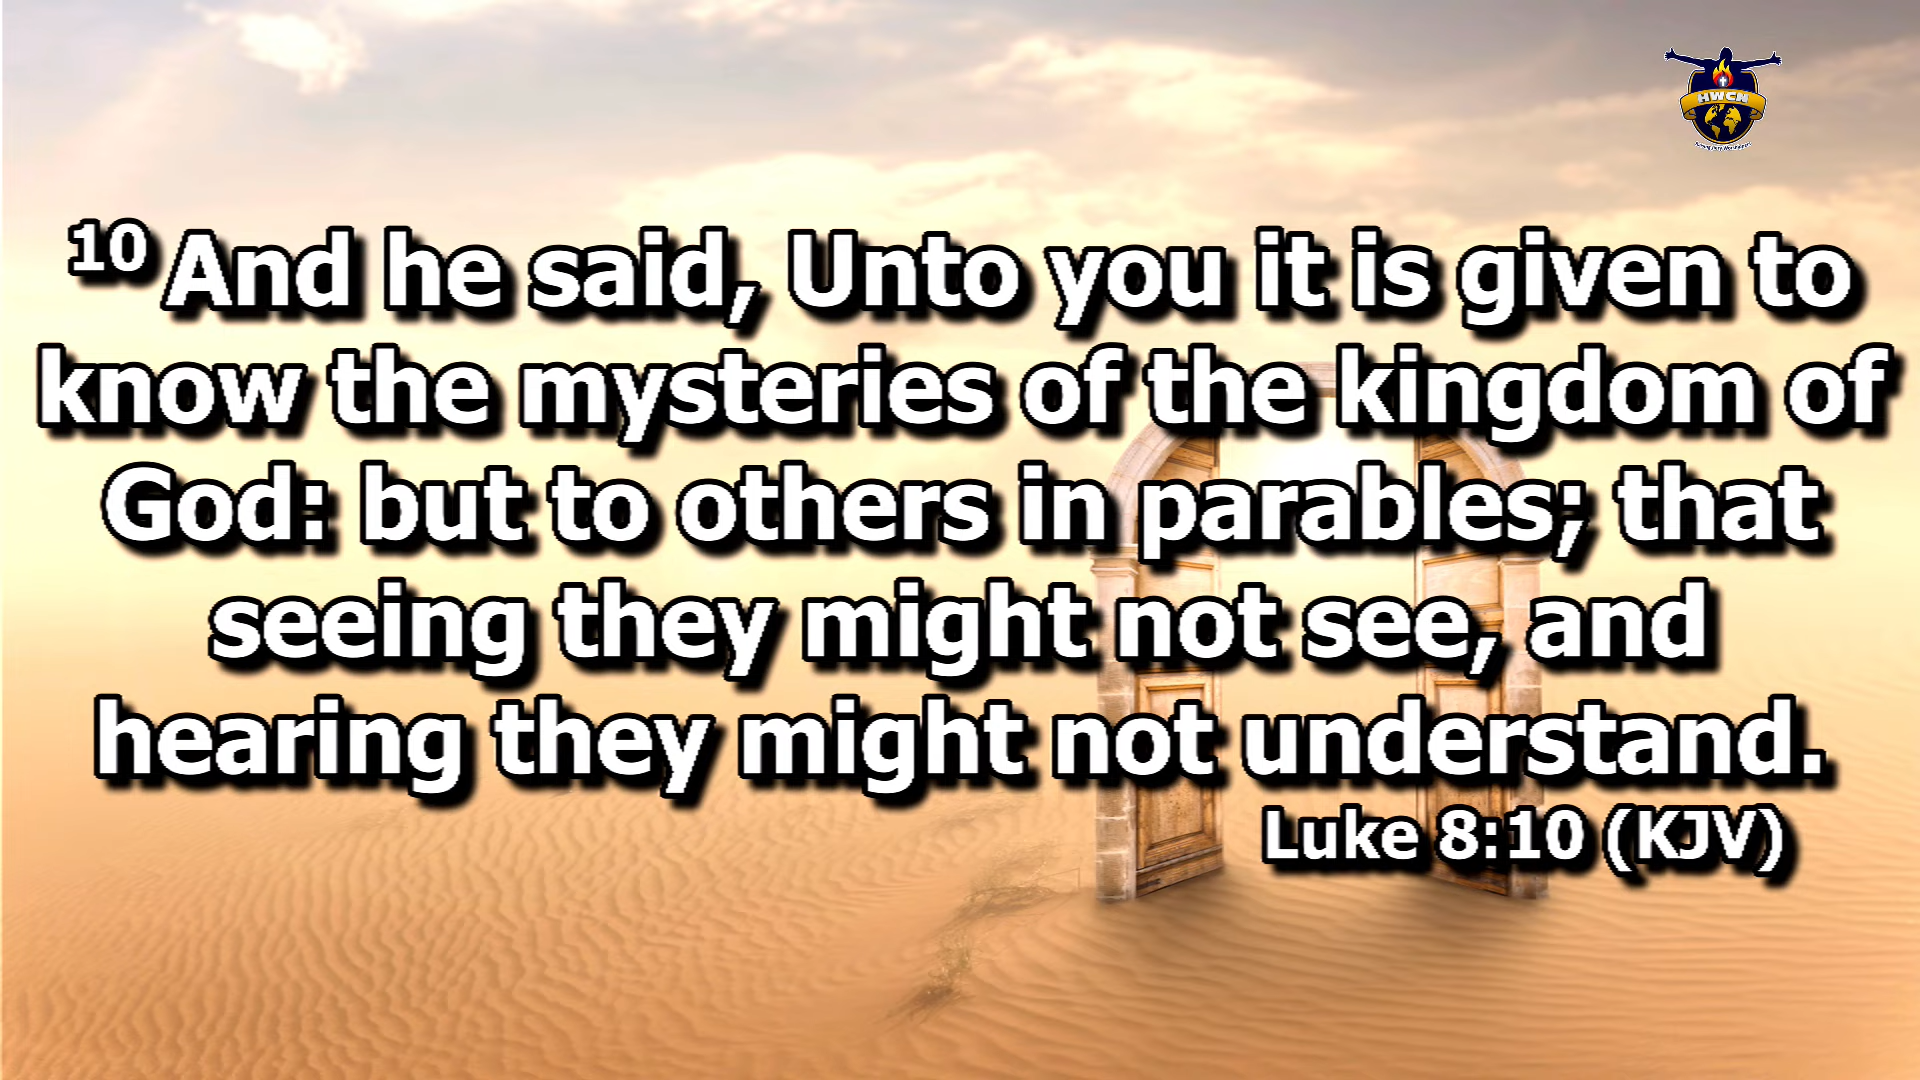 HWCN
10 And he said, Unto you it is given to
know the mysteries of the kingdom of
God: but to others in parables; that
seeing they might not see, and
hearing they might not understand.
Luke 8:10 (KJV)